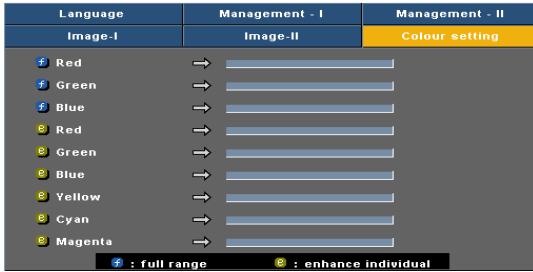 Language Management - I Management - II
Image-I Image-II Colour setting
f Red
f Green
f Blue
e Red
e Green
e Blue
e Yellow
e Cyan
e Magenta
f : full range e : enhance individual